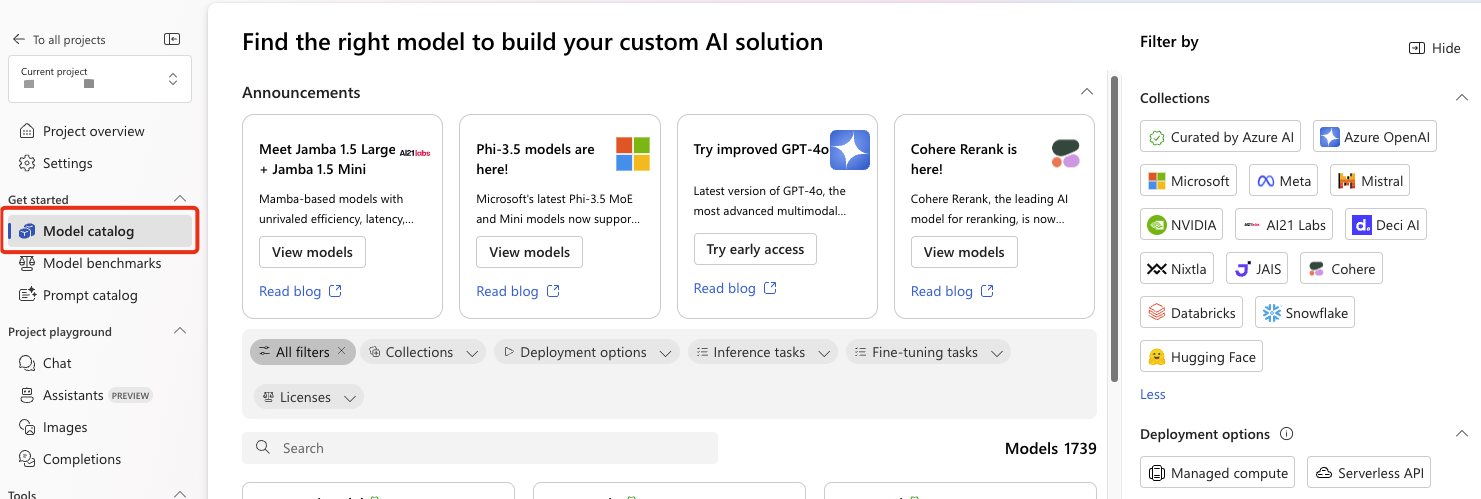 To all projects
Current project
Project overview
Settings
Get started
Model catalog
Model benchmarks
Prompt catalog
Project playground
Chat
Assistants PREVIEW
Images
Completions
Tools
Find the right model to build your custom AI solution
Announcements
Meet Jamba 1.5 Large
+ Jamba 1.5 Mini
AI21labs
Mamba-based models with
unrivaled efficiency, latency,...
View models
Read blog
Phi-3.5 models are
here!
Microsoft's latest Phi-3.5 MoE
and Mini models now suppor...
View models
Read blog
Try improved GPT-4o
Latest version of GPT-4o, the
most advanced multimodal...
Try early access
Read blog
Cohere Rerank is
here!
Cohere Rerank, the leading AI
model for reranking, is now...
View models
Read blog
All filters
Collections
Deployment options
Inference tasks
Fine-tuning tasks
Licenses
Search
Models 1739
Filter by
Hide
Collections
Curated by Azure AI
Azure OpenAI
Microsoft
Meta
Mistral
NVIDIA
AI21 Labs
Deci AI
Nixtla
JAIS
Cohere
Databricks
Snowflake
Hugging Face
Less
Deployment options
Managed compute
Serverless API